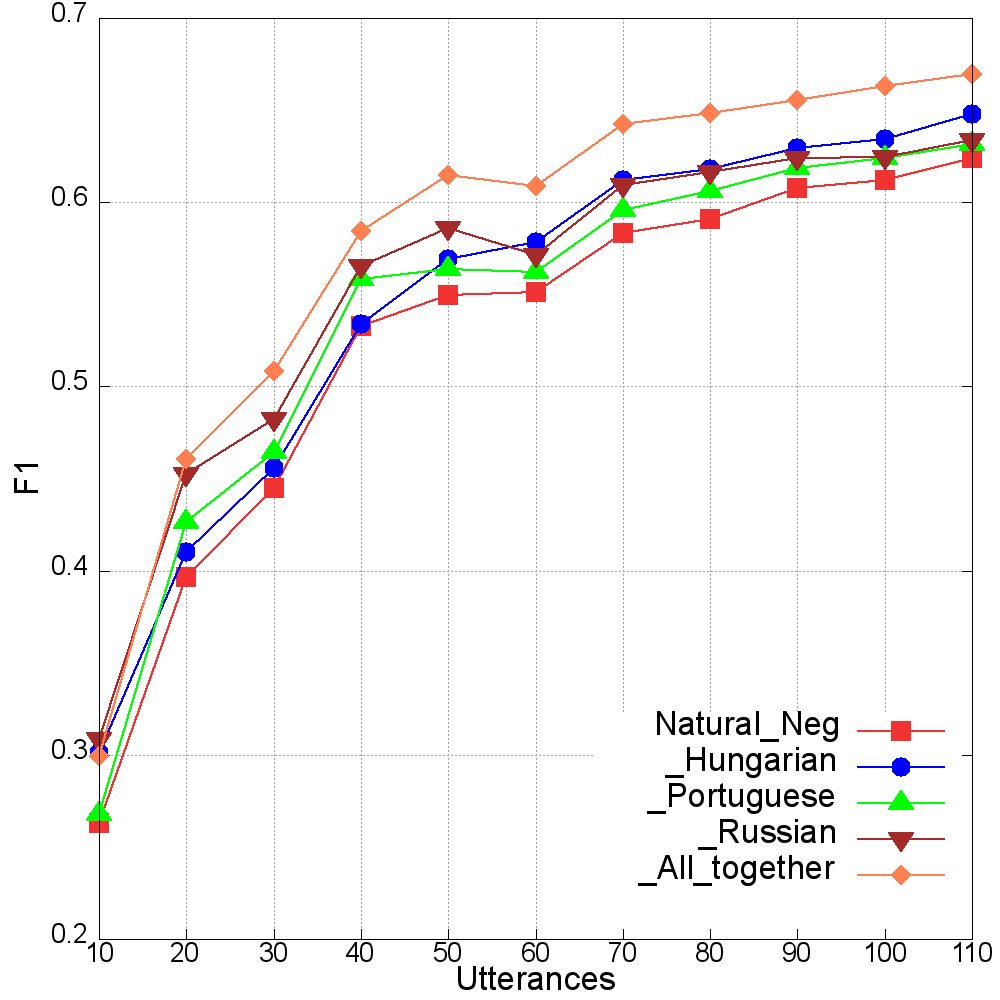 0.7
0.6
0.5
0.4
0.3
0.2
F1
Natural_Neg
_Hungarian
_Portuguese
_Russian
_All_together
10 20 30 40 50 60 70 80 90 100 110
Utterances